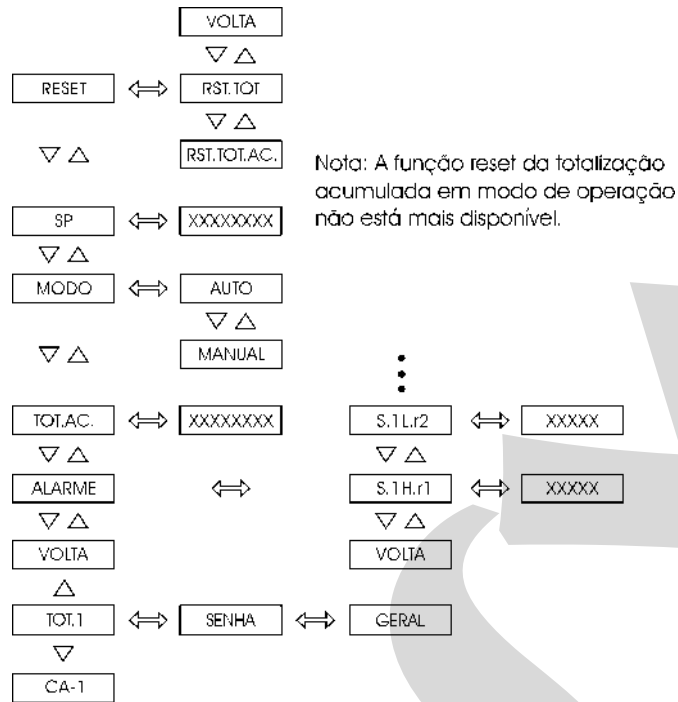 VOLTA
RESET
RST.TOT
RST.TOT.AC.
Nota: A função reset da totalização
acumulada em modo de operação
não está mais disponível.
SP
XXXXXXXX
MODO
AUTO
MANUAL
TOT.AC.
XXXXXXXX
S.1L.r2
XXXXX
ALARME
S.1H.r1
XXXXX
VOLTA
VOLTA
TOT.1
SENHA
GERAL
CA-1